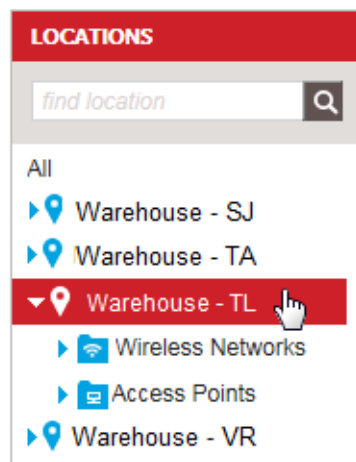 LOCATIONS
find location
All
Warehouse - SJ
Warehouse - TA
Warehouse - TL
Wireless Networks
Access Points
Warehouse - VR